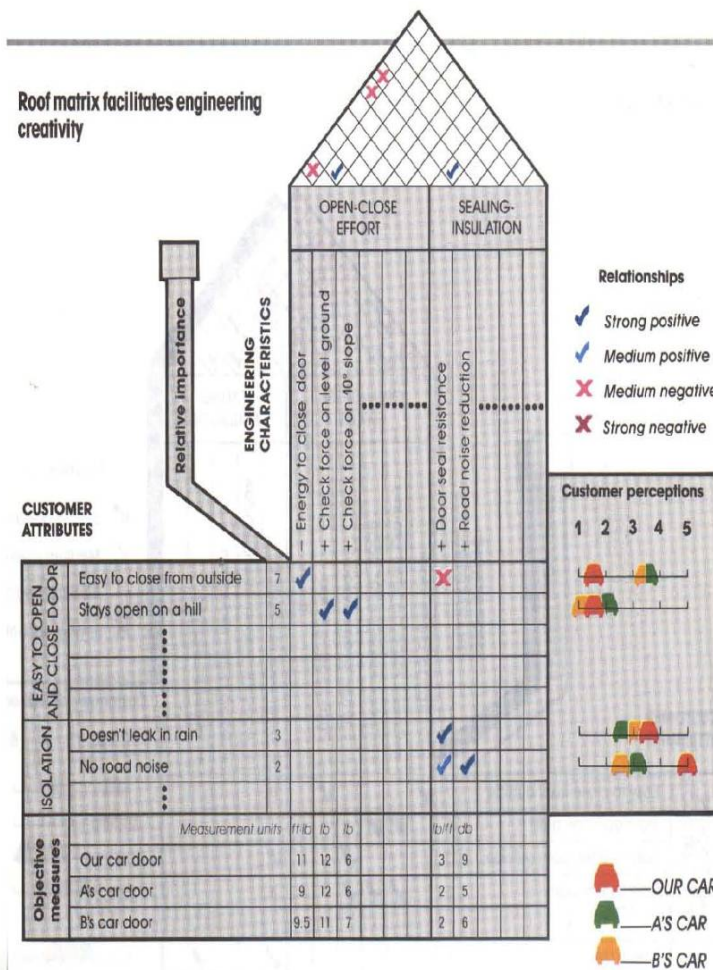 Roof matrix facilitates engineering
creativity
OPEN-CLOSE
EFFORT
SEALING-
INSULATION
Relative importance
ENGINEERING
CHARACTERISTICS
– Energy to close door
+ Check force on level ground
+ Check force on 10° slope
+ Door seal resistance
+ Road noise reduction
Relationships
Strong positive
Medium positive
Medium negative
Strong negative
CUSTOMER
ATTRIBUTES
Customer perceptions
1 2 3 4 5
EASY TO OPEN
AND CLOSE DOOR
Easy to close from outside 7
Stays open on a hill 5
ISOLATION
Doesn't leak in rain 3
No road noise 2
Objective
measures
Measurement units ft-lb lb lb lb/ft db
Our car door 11 12 6 3 9
A's car door 9 12 6 2 5
B's car door 9.5 11 7 2 6
OUR CAR
A'S CAR
B'S CAR